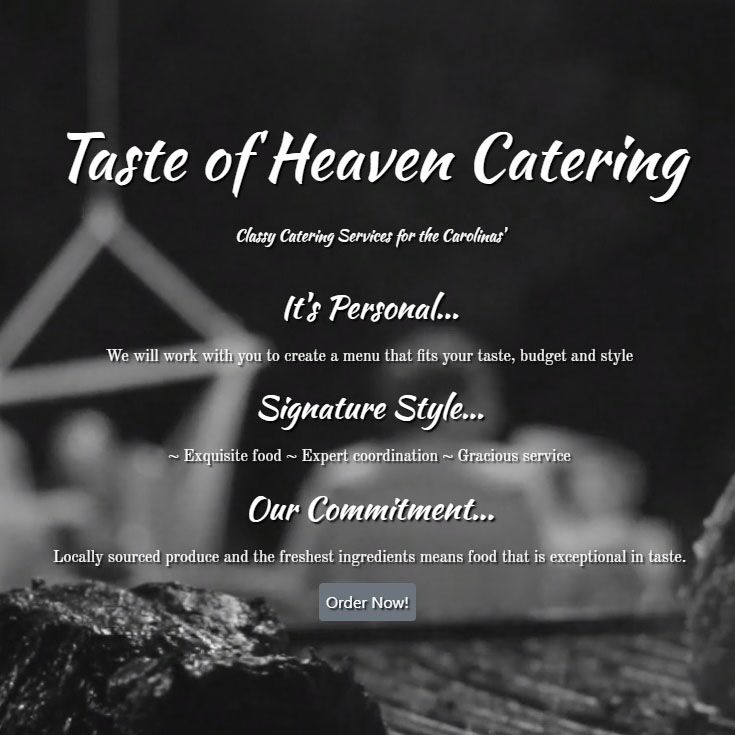 Taste of Heaven Catering
Classy Catering Services for the Carolinas'
It's Personal...
We will work with you to create a menu that fits your taste, budget and style
Signature Style...
~ Exquisite food ~ Expert coordination ~ Gracious service
Our Commitment...
Locally sourced produce and the freshest ingredients means food that is exceptional in taste.
Order Now!